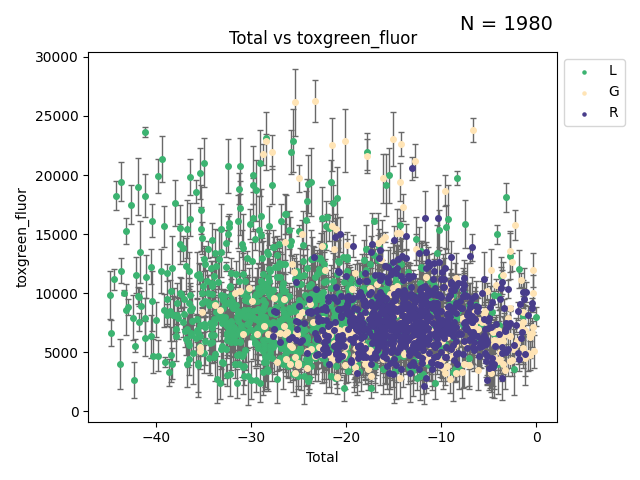 N = 1980
Total vs toxgreen_fluor
30000
25000
20000
15000
10000
5000
0
toxgreen_fluor
−40
−30
−20
−10
0
Total
L
G
R